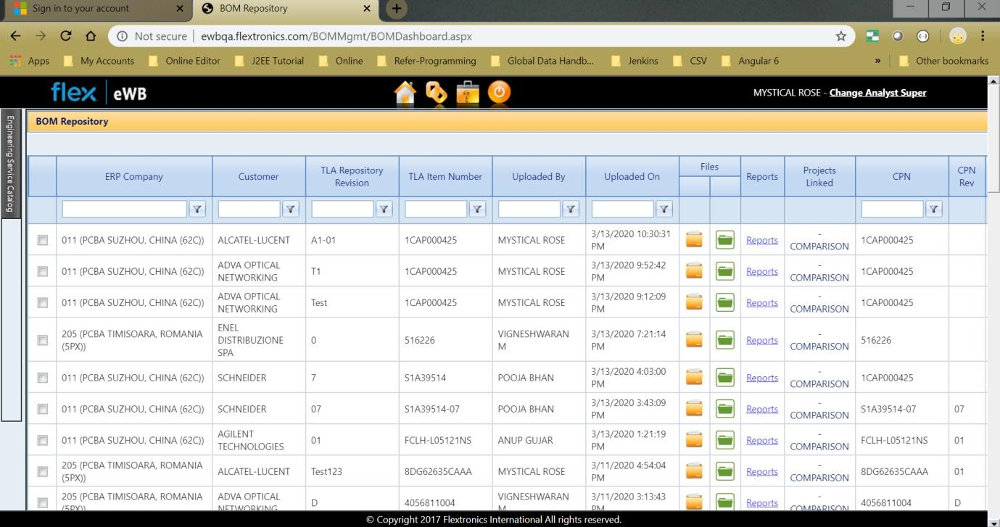 Sign in to your account
BOM Repository
Not secure | ewbqa.flextronics.com/BOMMgmt/BOMDashboard.aspx
Apps My Accounts Online Editor J2EE Tutorial Online Refer-Programming Global Data Handb... Jenkins CSV Angular 6 » Other bookmarks
flex | eWB
MYSTICAL ROSE - Change Analyst Super
Engineering Service Catalog
BOM Repository
ERP Company Customer TLA Repository Revision TLA Item Number Uploaded By Uploaded On Files Reports Projects Linked CPN CPN Rev
011 (PCBA SUZHOU, CHINA (62C)) ALCATEL-LUCENT A1-01 1CAP000425 MYSTICAL ROSE 3/13/2020 10:30:31 PM Reports - COMPARISON 1CAP000425
011 (PCBA SUZHOU, CHINA (62C)) ADVA OPTICAL NETWORKING T1 1CAP000425 MYSTICAL ROSE 3/13/2020 9:52:42 PM Reports - COMPARISON 1CAP000425
011 (PCBA SUZHOU, CHINA (62C)) ADVA OPTICAL NETWORKING Test 1CAP000425 MYSTICAL ROSE 3/13/2020 9:12:09 PM Reports - COMPARISON 1CAP000425
205 (PCBA TIMISOARA, ROMANIA (5PX)) ENEL DISTRIBUZIONE SPA 0 516226 VIGNESHWARAN M 3/13/2020 7:21:14 PM Reports - COMPARISON 516226
011 (PCBA SUZHOU, CHINA (62C)) SCHNEIDER 7 S1A39514 POOJA BHAN 3/13/2020 4:03:00 PM Reports - COMPARISON 1CAP000425
011 (PCBA SUZHOU, CHINA (62C)) SCHNEIDER 07 S1A39514-07 POOJA BHAN 3/13/2020 3:43:09 PM Reports - COMPARISON S1A39514-07 07
011 (PCBA SUZHOU, CHINA (62C)) AGILENT TECHNOLOGIES 01 FCLH-L05121NS ANUP GUJAR 3/13/2020 1:21:19 PM Reports - COMPARISON FCLH-L05121NS 01
205 (PCBA TIMISOARA, ROMANIA (5PX)) ALCATEL-LUCENT Test123 8DG62635CAAA MYSTICAL ROSE 3/11/2020 4:54:04 PM Reports - COMPARISON 8DG62635CAAA 01
205 (PCBA TIMISOARA, ROMANIA (5PX)) ADVA OPTICAL NETWORKING D 4056811004 VIGNESHWARAN M 3/11/2020 3:13:43 PM Reports - COMPARISON 4056811004 D
© Copyright 2017 Flextronics International All rights reserved.